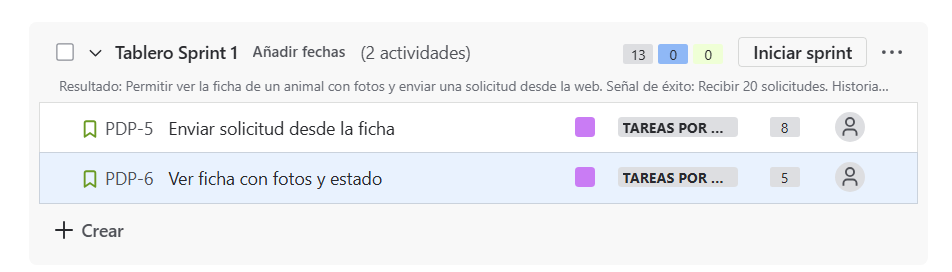 Tablero Sprint 1 Añadir fechas (2 actividades) 13 0 0 Iniciar sprint
Resultado: Permitir ver la ficha de un animal con fotos y enviar una solicitud desde la web. Señal de éxito: Recibir 20 solicitudes. Historia...
PDP-5 Enviar solicitud desde la ficha TAREAS POR ... 8
PDP-6 Ver ficha con fotos y estado TAREAS POR ... 5
Crear